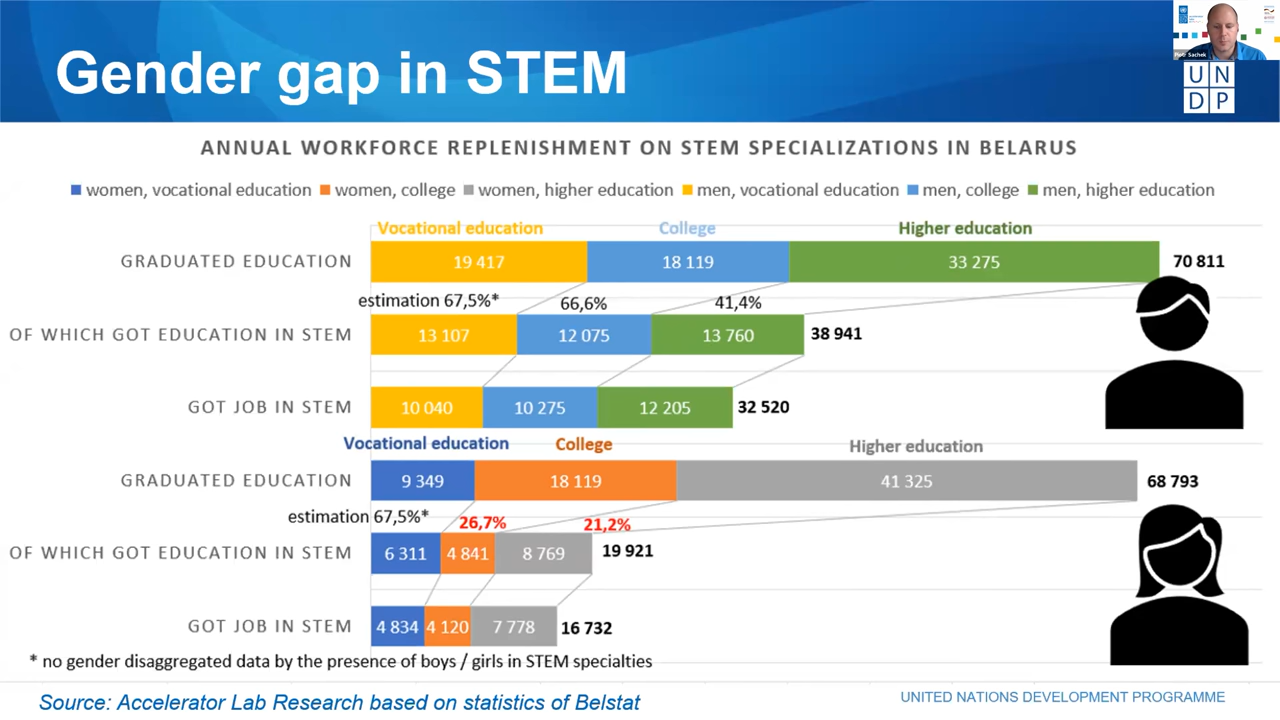 Gender gap in STEM
Piotr Sachek
UN
DP
ANNUAL WORKFORCE REPLENISHMENT ON STEM SPECIALIZATIONS IN BELARUS
women, vocational education women, college women, higher education men, vocational education men, college men, higher education
Vocational education College Higher education
GRADUATED EDUCATION 19 417 18 119 33 275 70 811
estimation 67,5%* 66,6% 41,4%
OF WHICH GOT EDUCATION IN STEM 13 107 12 075 13 760 38 941
GOT JOB IN STEM 10 040 10 275 12 205 32 520
Vocational education College Higher education
GRADUATED EDUCATION 9 349 18 119 41 325 68 793
estimation 67,5%* 26,7% 21,2%
OF WHICH GOT EDUCATION IN STEM 6 311 4 841 8 769 19 921
GOT JOB IN STEM 4 834 4 120 7 778 16 732
* no gender disaggregated data by the presence of boys / girls in STEM specialties
Source: Accelerator Lab Research based on statistics of Belstat
UNITED NATIONS DEVELOPMENT PROGRAMME